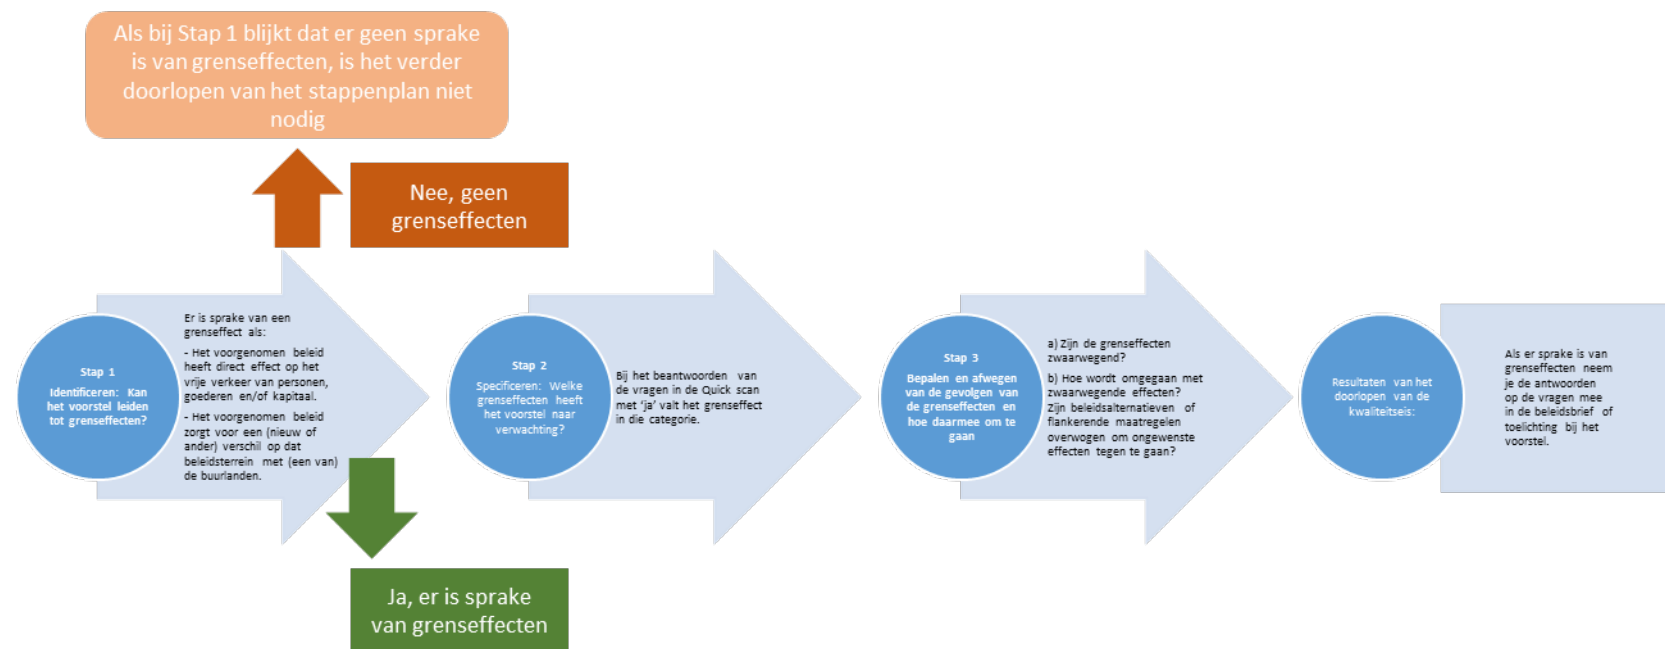 Als bij Stap 1 blijkt dat er geen sprake
is van grenseffecten, is het verder
doorlopen van het stappenplan niet
nodig
Nee, geen
grenseffecten
Stap 1
Identificeren: Kan
het voorstel leiden
tot grenseffecten?
Er is sprake van een
grenseffect als:
- Het voorgenomen beleid
heeft direct effect op het
vrije verkeer van personen,
goederen en/of kapitaal.
- Het voorgenomen beleid
zorgt voor een (nieuw of
ander) verschil op dat
beleidsterrein met (een van)
de buurlanden.
Ja, er is sprake
van grenseffecten
Stap 2
Specificeren: Welke
grenseffecten heeft
het voorstel naar
verwachting?
Bij het beantwoorden van
de vragen in de Quick scan
met ‘ja’ valt het grenseffect
in die categorie.
Stap 3
Bepalen en afwegen
van de gevolgen van
de grenseffecten en
hoe daarmee om te
gaan
a) Zijn de grenseffecten
zwaarwegend?
b) Hoe wordt omgegaan met
zwaarwegende effecten?
Zijn beleidsalternatieven of
flankerende maatregelen
overwogen om ongewenste
effecten tegen te gaan?
Resultaten van het
doorlopen van de
kwaliteitseis:
Als er sprake is van
grenseffecten neem
je de antwoorden
op de vragen mee
in de beleidsbrief of
toelichting bij het
voorstel.